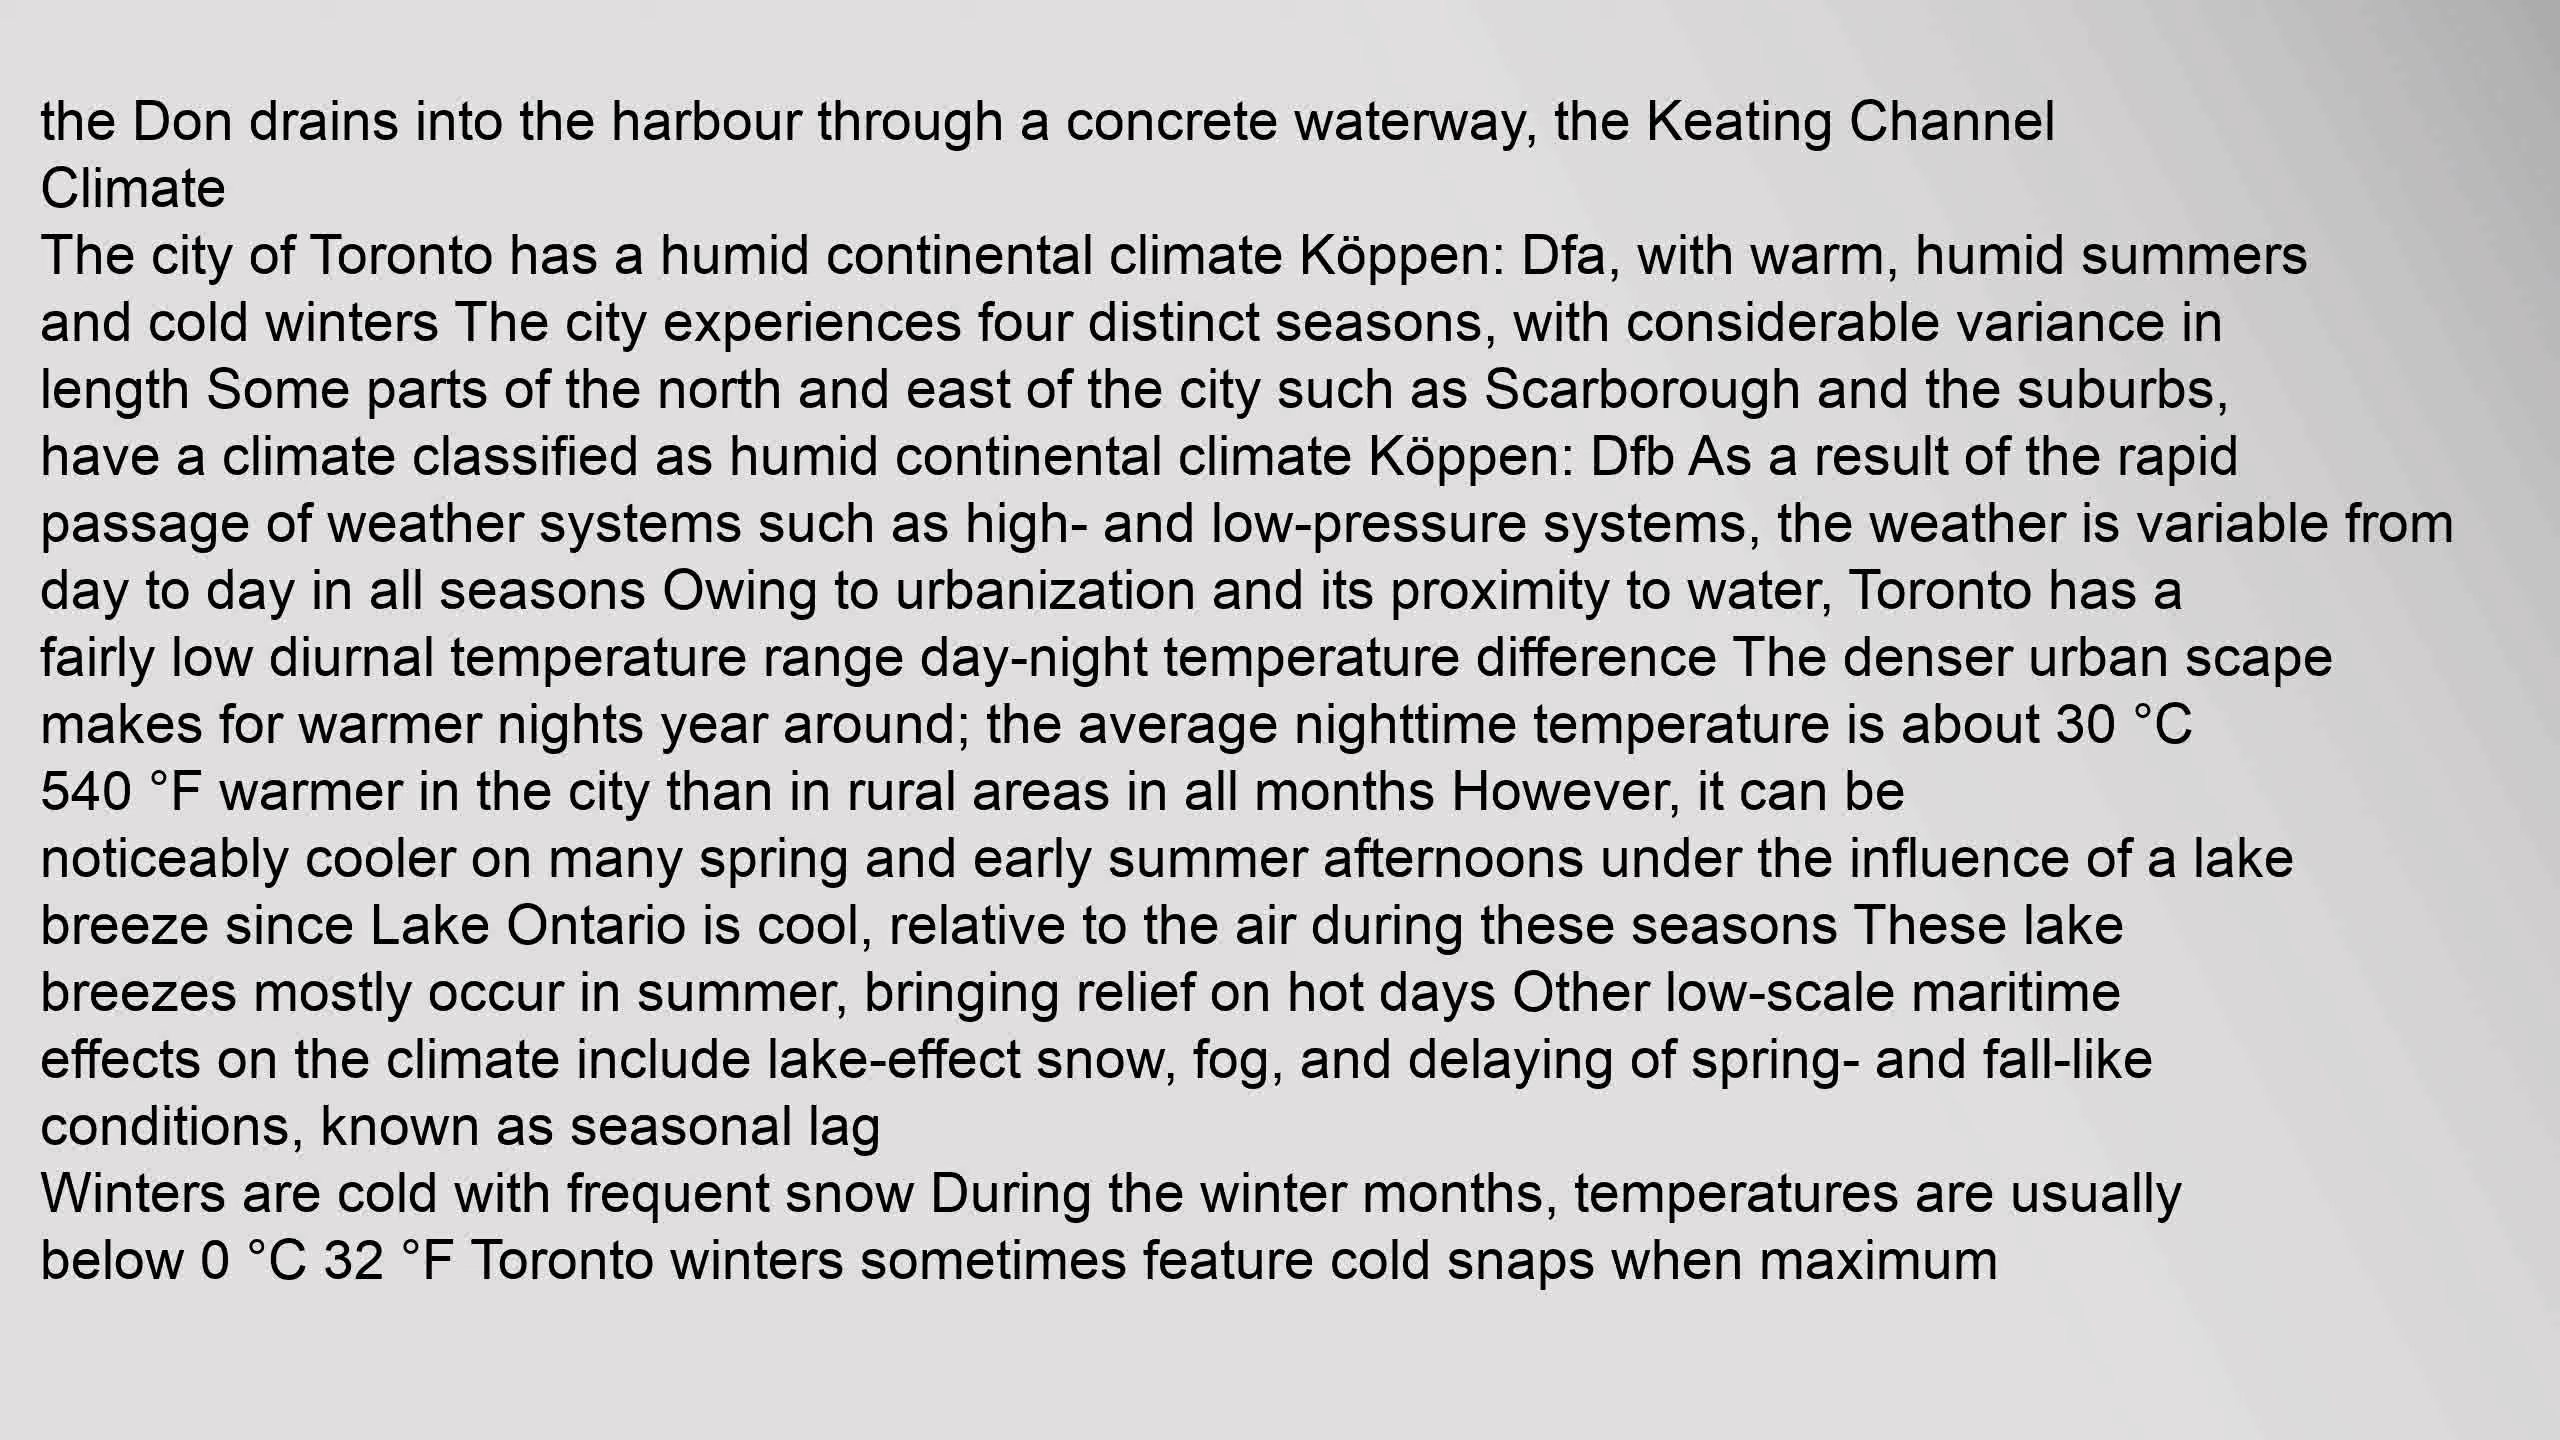 the Don drains into the harbour through a concrete waterway, the Keating Channel
Climate
The city of Toronto has a humid continental climate Köppen: Dfa, with warm, humid summers
and cold winters The city experiences four distinct seasons, with considerable variance in
length Some parts of the north and east of the city such as Scarborough and the suburbs,
have a climate classified as humid continental climate Köppen: Dfb As a result of the rapid
passage of weather systems such as high- and low-pressure systems, the weather is variable from
day to day in all seasons Owing to urbanization and its proximity to water, Toronto has a
fairly low diurnal temperature range day-night temperature difference The denser urban scape
makes for warmer nights year around; the average nighttime temperature is about 30 °C
540 °F warmer in the city than in rural areas in all months However, it can be
noticeably cooler on many spring and early summer afternoons under the influence of a lake
breeze since Lake Ontario is cool, relative to the air during these seasons These lake
breezes mostly occur in summer, bringing relief on hot days Other low-scale maritime
effects on the climate include lake-effect snow, fog, and delaying of spring- and fall-like
conditions, known as seasonal lag
Winters are cold with frequent snow During the winter months, temperatures are usually
below 0 °C 32 °F Toronto winters sometimes feature cold snaps when maximum